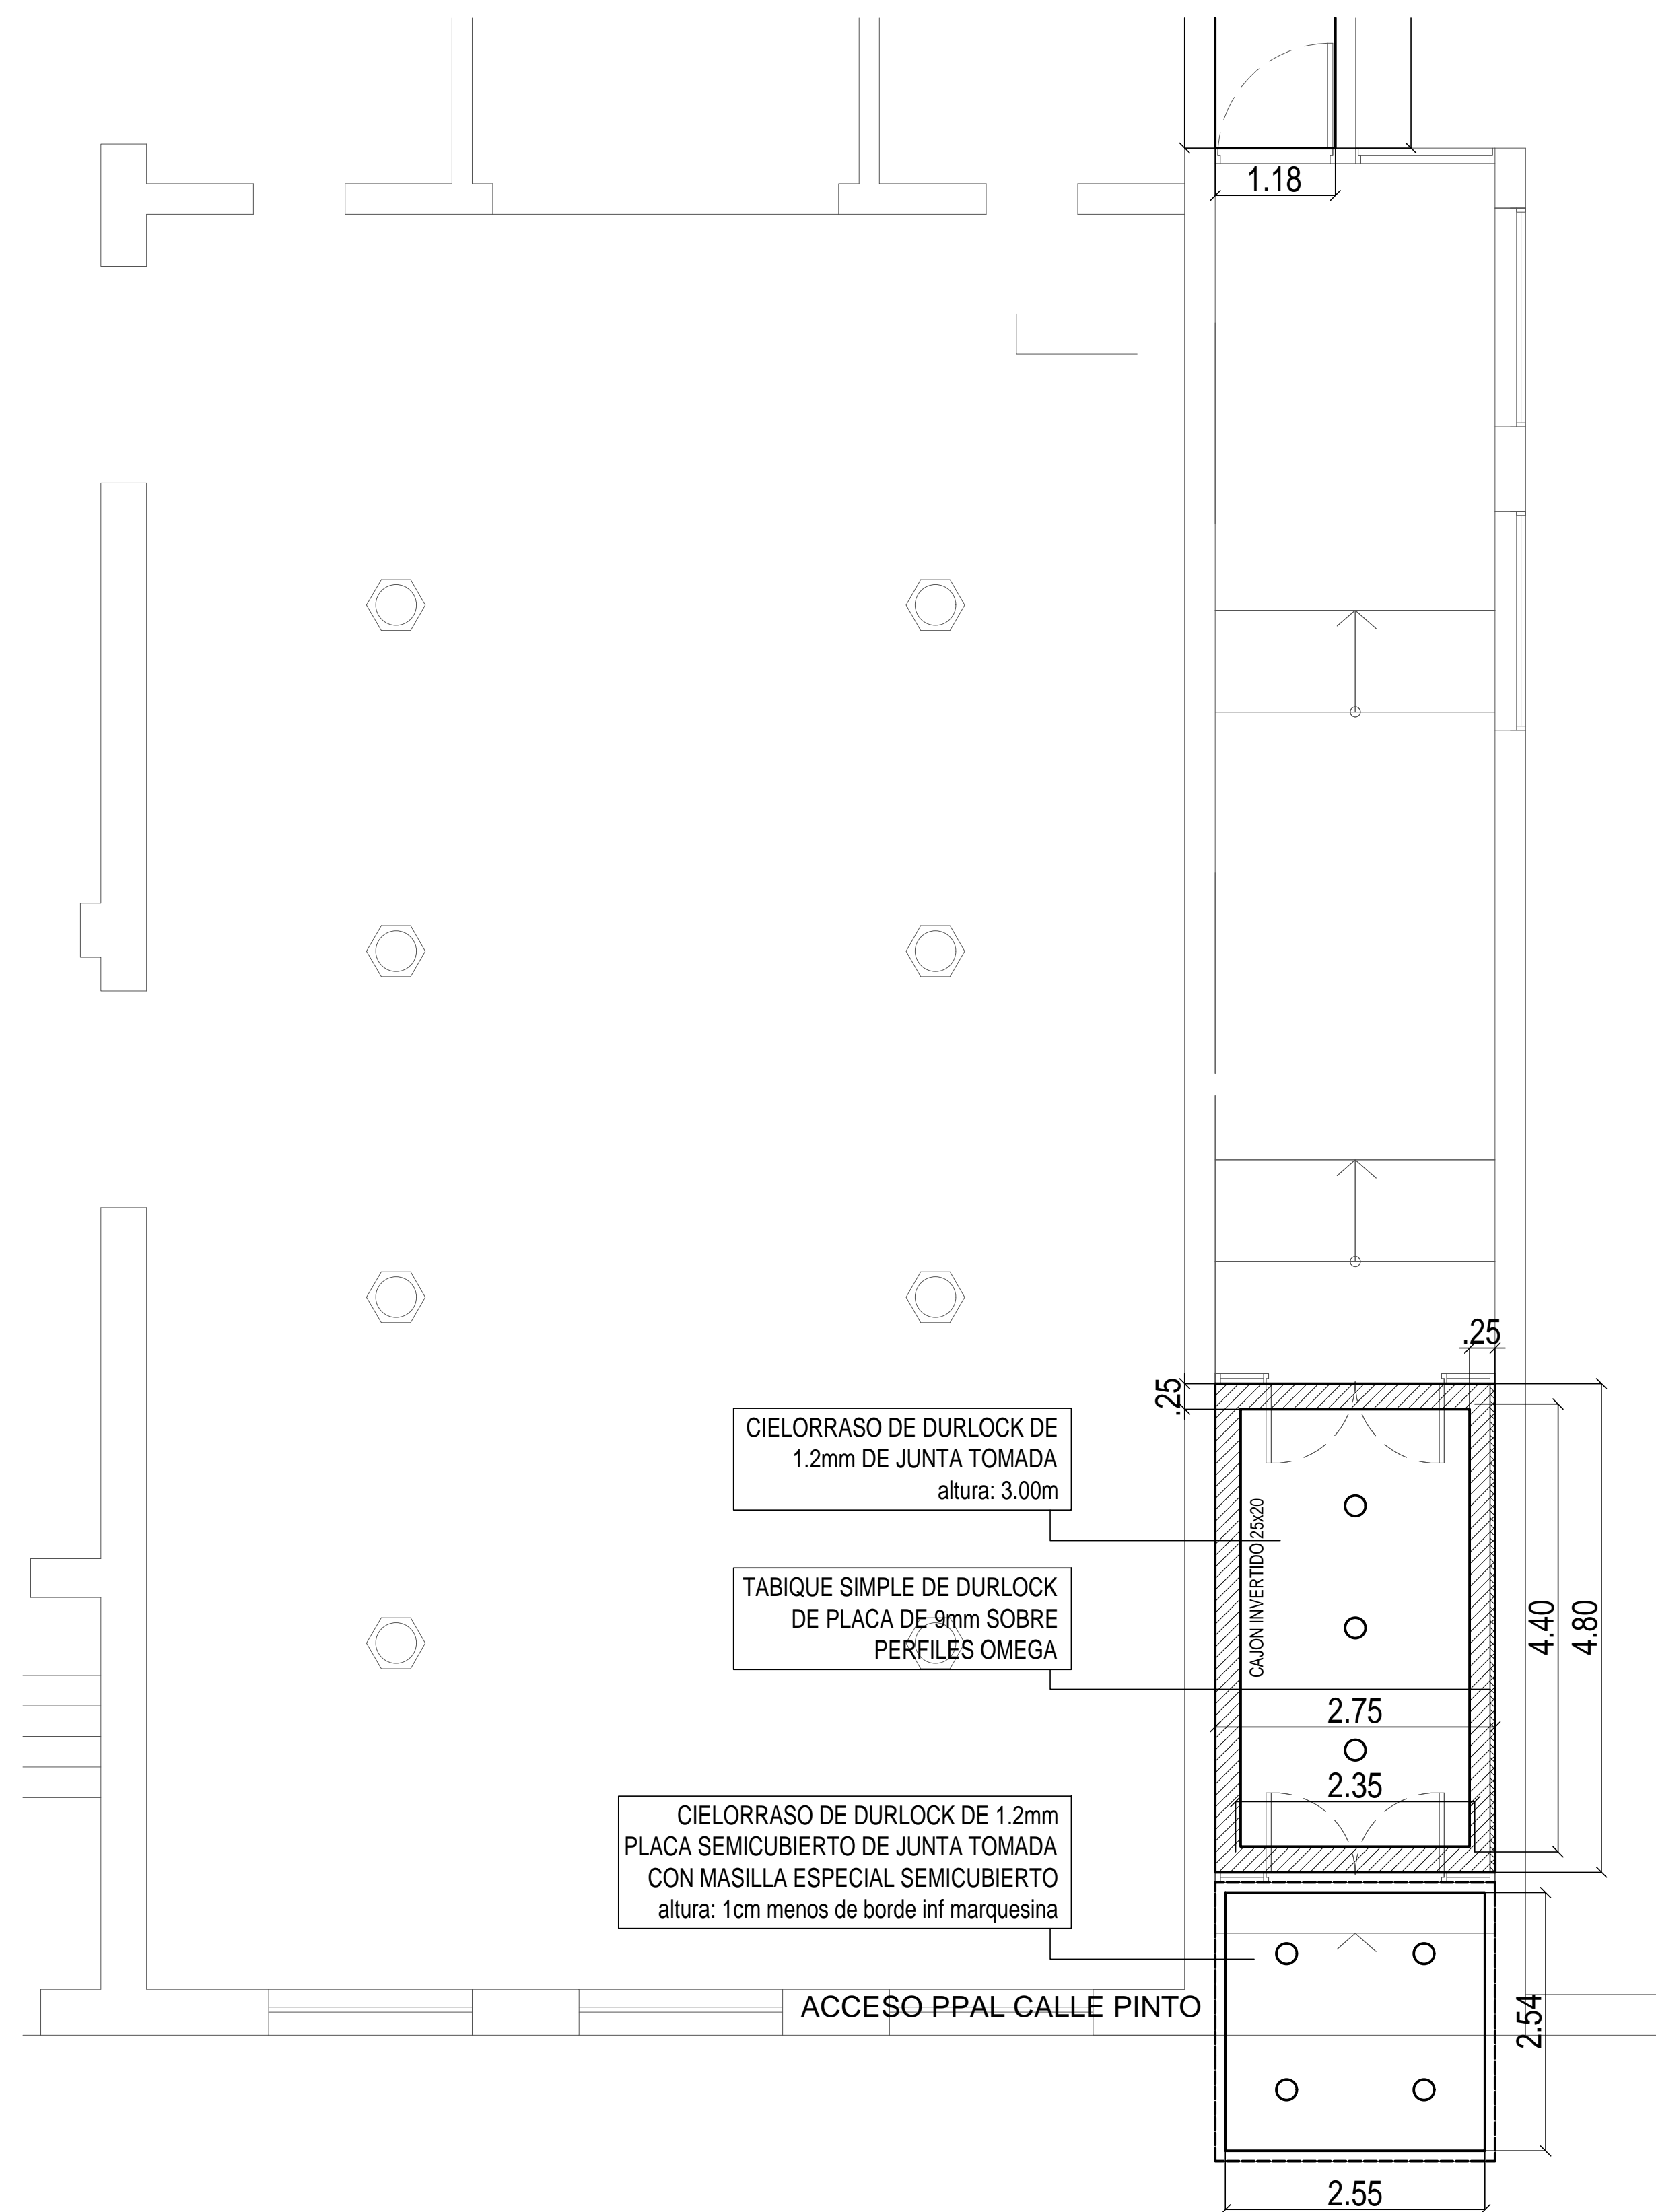 1.18
.25
.25
CIELORRASO DE DURLOCK DE
1.2mm DE JUNTA TOMADA
altura: 3.00m
CAJON INVERTIDO 25x20
TABIQUE SIMPLE DE DURLOCK
DE PLACA DE 9mm SOBRE
PERFILES OMEGA
4.40
4.80
2.75
2.35
CIELORRASO DE DURLOCK DE 1.2mm
PLACA SEMICUBIERTO DE JUNTA TOMADA
CON MASILLA ESPECIAL SEMICUBIERTO
altura: 1cm menos de borde inf marquesina
ACCESO PPAL CALLE PINTO
2.54
2.55